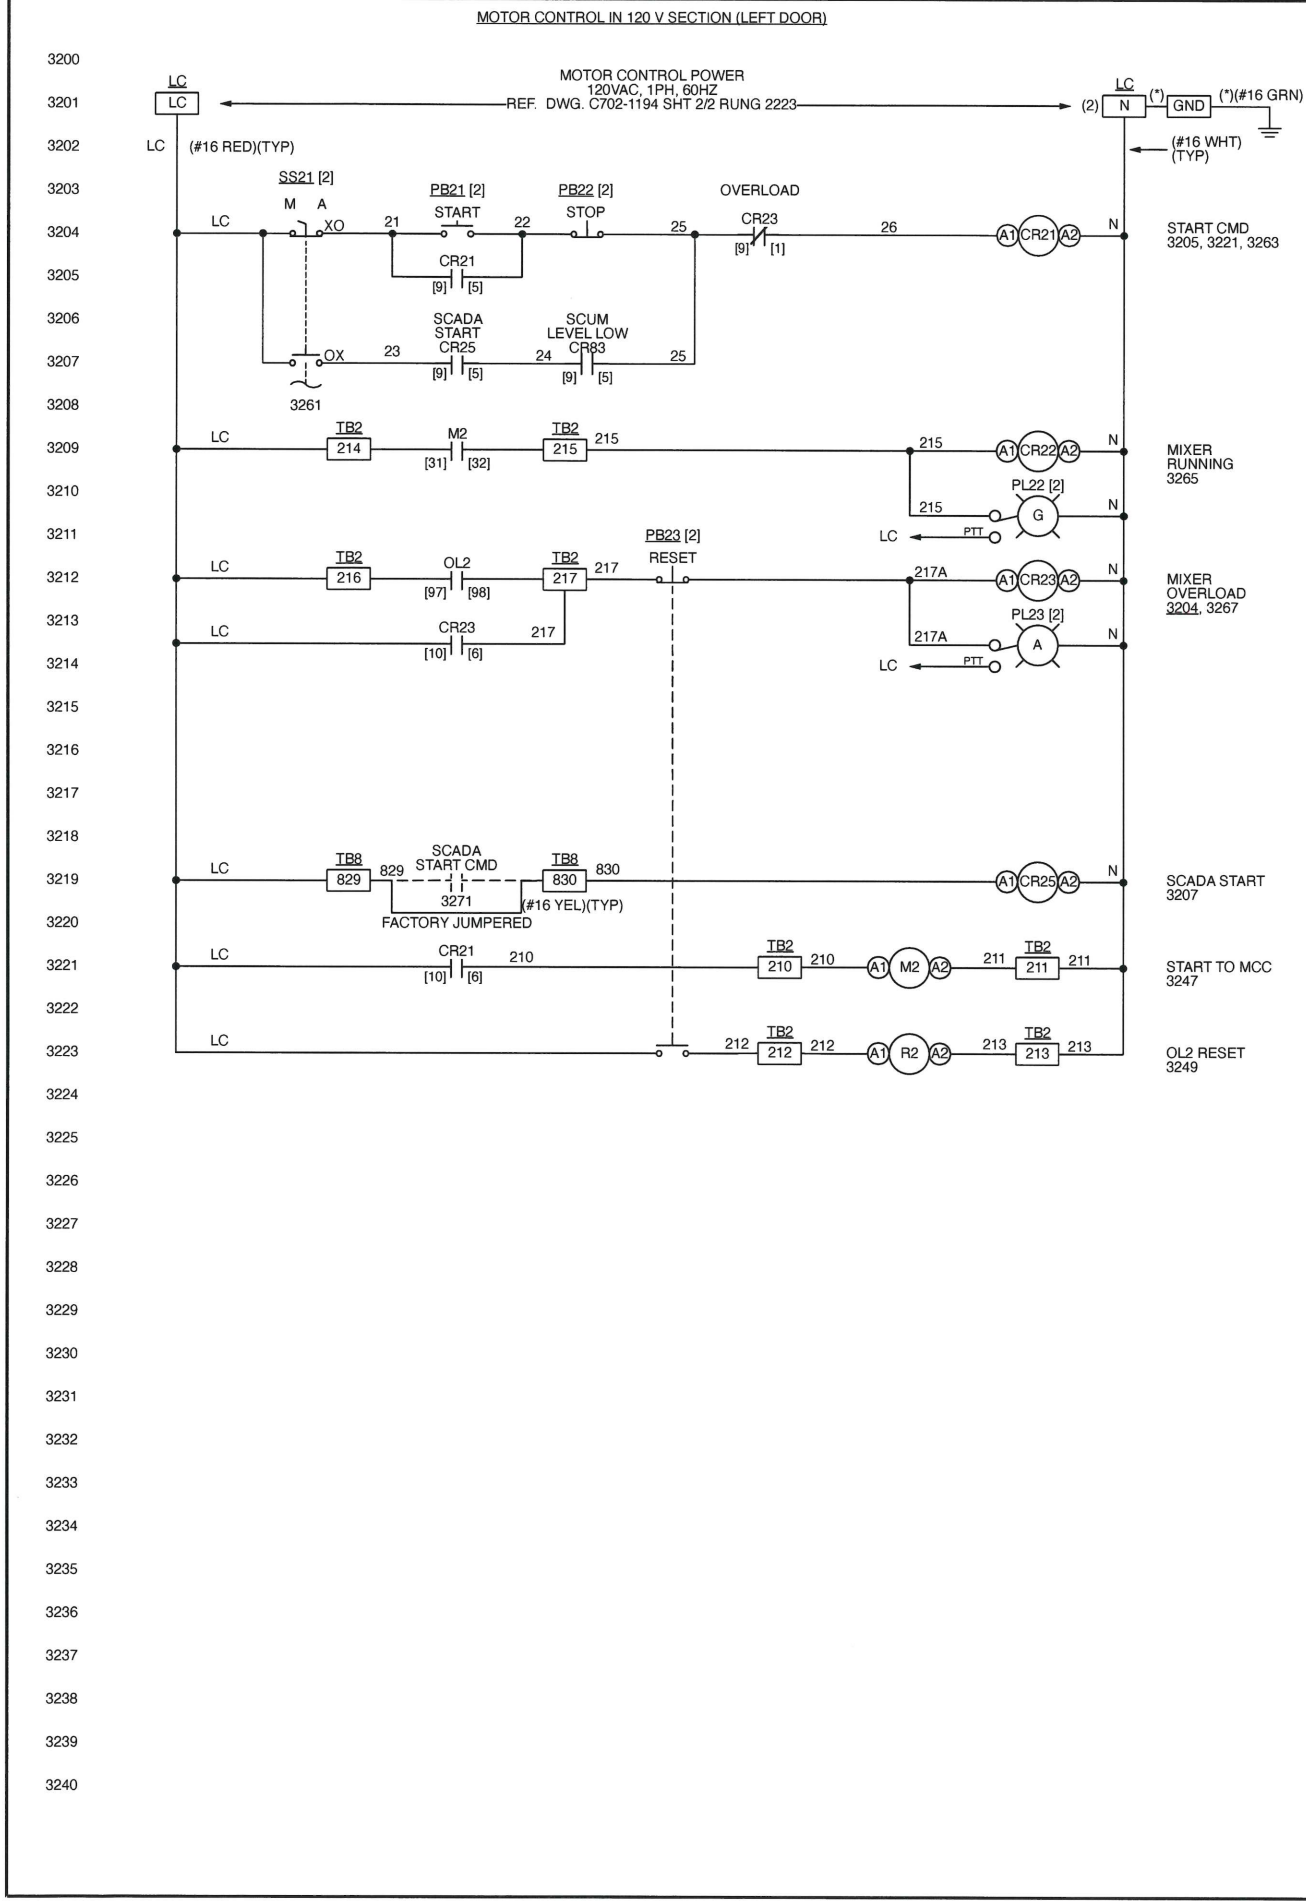 MOTOR CONTROL IN 120 V SECTION (LEFT DOOR)
3200
LC
MOTOR CONTROL POWER
120VAC, 1PH, 60HZ
LC
3201
LC
REF. DWG. C702-1194 SHT 2/2 RUNG 2223
(2)
N
(*)
GND
(*)(#16 GRN)
3202
LC
(#16 RED)(TYP)
(#16 WHT)
(TYP)
3203
SS21 [2]
M A
PB21 [2]
START
PB22 [2]
STOP
OVERLOAD
CR23
3204
LC
XO
21
22
25
[9]
[1]
26
A1
CR21
A2
N
START CMD
3205, 3221, 3263
3205
CR21
[9]
[5]
3206
SCADA
START
SCUM
LEVEL LOW
3207
OX
23
CR25
[9]
[5]
24
CR83
[9]
[5]
25
3208
3261
3209
LC
TB2
214
M2
[31]
[32]
TB2
215
215
215
A1
CR22
A2
N
MIXER
RUNNING
3265
3210
PL22 [2]
215
G
N
3211
LC
PTT
PB23 [2]
RESET
3212
LC
TB2
216
OL2
[97]
[98]
TB2
217
217
217A
A1
CR23
A2
N
MIXER
OVERLOAD
3204, 3267
3213
LC
CR23
[10]
[6]
217
PL23 [2]
217A
A
N
3214
LC
PTT
3215
3216
3217
3218
3219
LC
TB8
829
829
SCADA
START CMD
3271
TB8
830
830
A1
CR25
A2
N
SCADA START
3207
(#16 YEL)(TYP)
3220
FACTORY JUMPERED
3221
LC
CR21
[10]
[6]
210
TB2
210
210
A1
M2
A2
211
TB2
211
211
START TO MCC
3247
3222
3223
LC
212
TB2
212
212
A1
R2
A2
213
TB2
213
213
OL2 RESET
3249
3224
3225
3226
3227
3228
3229
3230
3231
3232
3233
3234
3235
3236
3237
3238
3239
3240